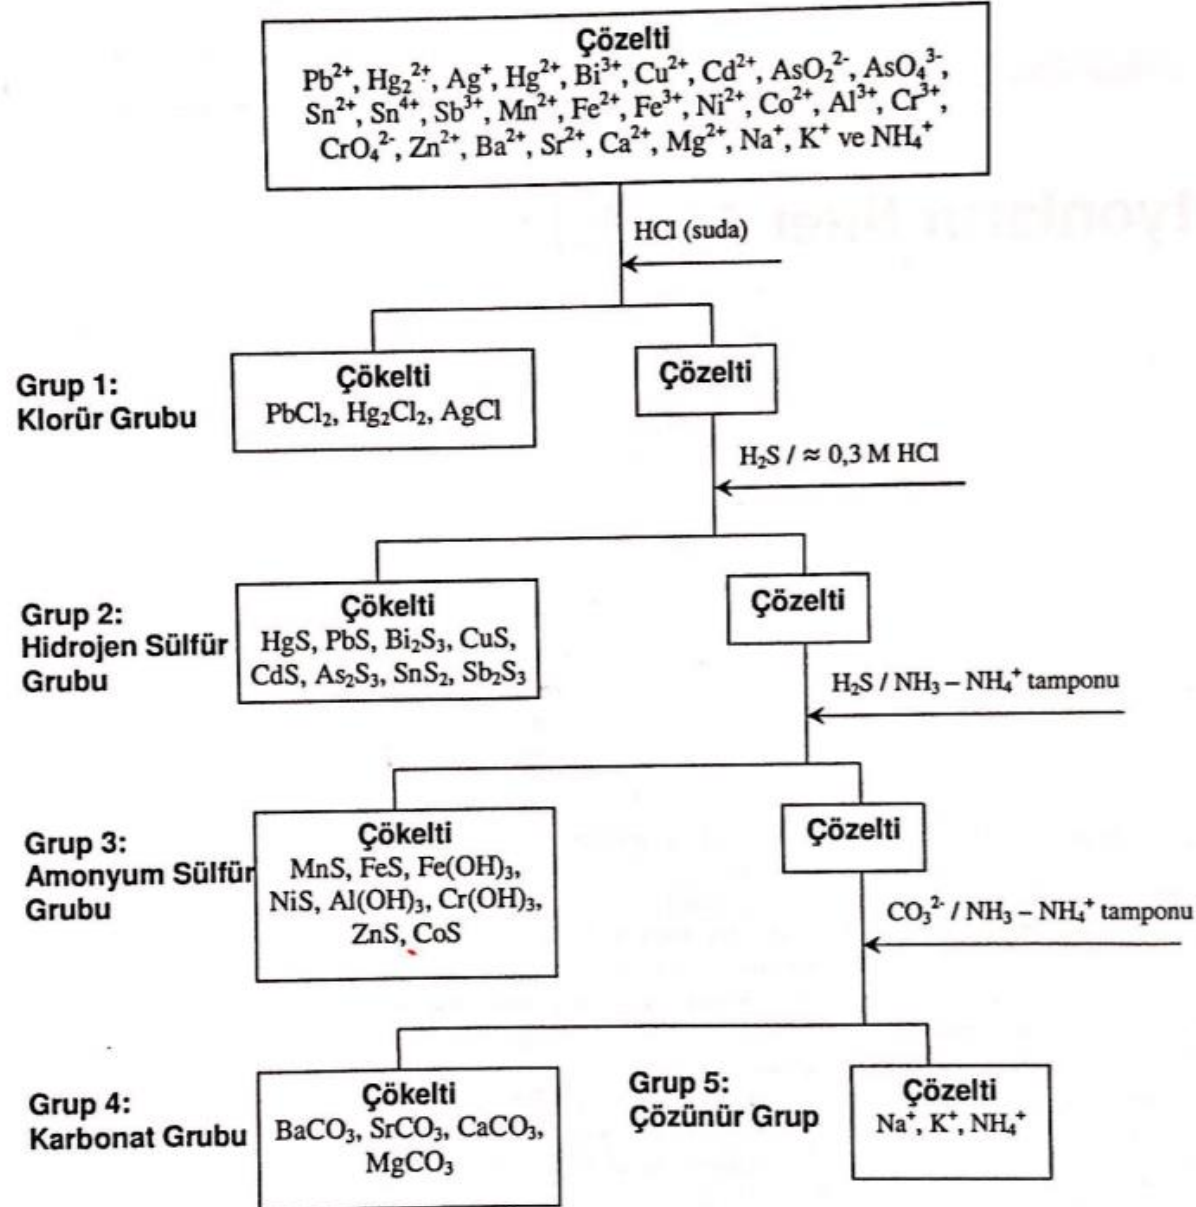 Çözelti
Pb²⁺, Hg₂²⁺, Ag⁺, Hg²⁺, Bi³⁺, Cu²⁺, Cd²⁺, AsO₂²⁻, AsO₄³⁻,
Sn²⁺, Sn⁴⁺, Sb³⁺, Mn²⁺, Fe²⁺, Fe³⁺, Ni²⁺, Co²⁺, Al³⁺, Cr³⁺,
CrO₄²⁻, Zn²⁺, Ba²⁺, Sr²⁺, Ca²⁺, Mg²⁺, Na⁺, K⁺ ve NH₄⁺
HCl (suda)
Grup 1:
Klorür Grubu
Çökelti
PbCl₂, Hg₂Cl₂, AgCl
Çözelti
H₂S / ≈ 0,3 M HCl
Grup 2:
Hidrojen Sülfür
Grubu
Çökelti
HgS, PbS, Bi₂S₃, CuS,
CdS, As₂S₃, SnS₂, Sb₂S₃
Çözelti
H₂S / NH₃ – NH₄⁺ tamponu
Grup 3:
Amonyum Sülfür
Grubu
Çökelti
MnS, FeS, Fe(OH)₃,
NiS, Al(OH)₃, Cr(OH)₃,
ZnS, CoS
Çözelti
CO₃²⁻ / NH₃ – NH₄⁺ tamponu
Grup 4:
Karbonat Grubu
Çökelti
BaCO₃, SrCO₃, CaCO₃,
MgCO₃
Grup 5:
Çözünür Grup
Çözelti
Na⁺, K⁺, NH₄⁺